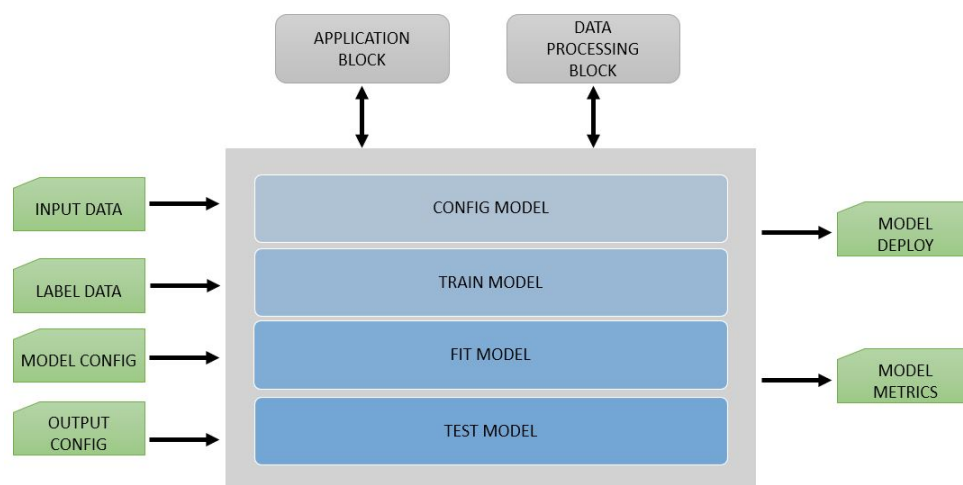 APPLICATION
BLOCK
DATA
PROCESSING
BLOCK
INPUT DATA
LABEL DATA
MODEL CONFIG
OUTPUT
CONFIG
CONFIG MODEL
TRAIN MODEL
FIT MODEL
TEST MODEL
MODEL
DEPLOY
MODEL
METRICS